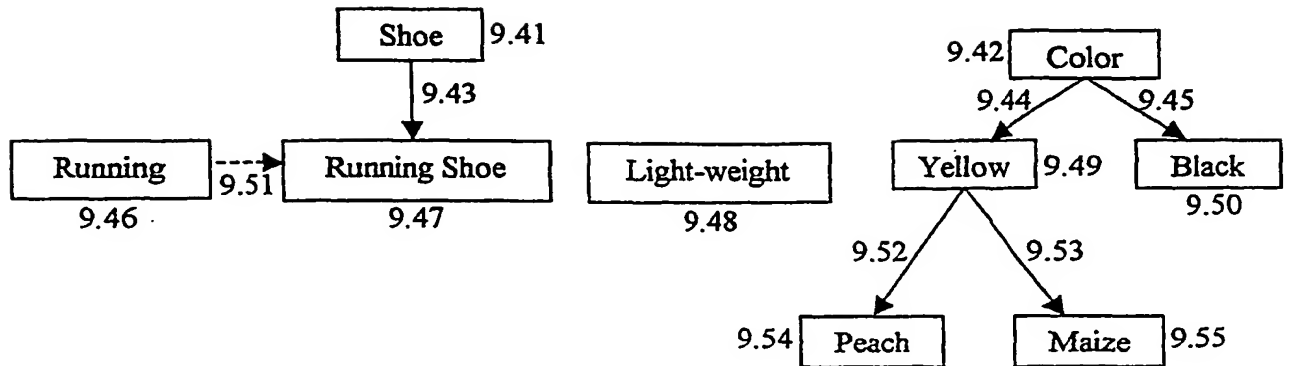 Shoe 9.41
9.42 Color
9.43
9.44 9.45
Running Running Shoe Light-weight Yellow 9.49 Black
9.51
9.46 9.47 9.48 9.50
9.52 9.53
9.54 Peach Maize 9.55